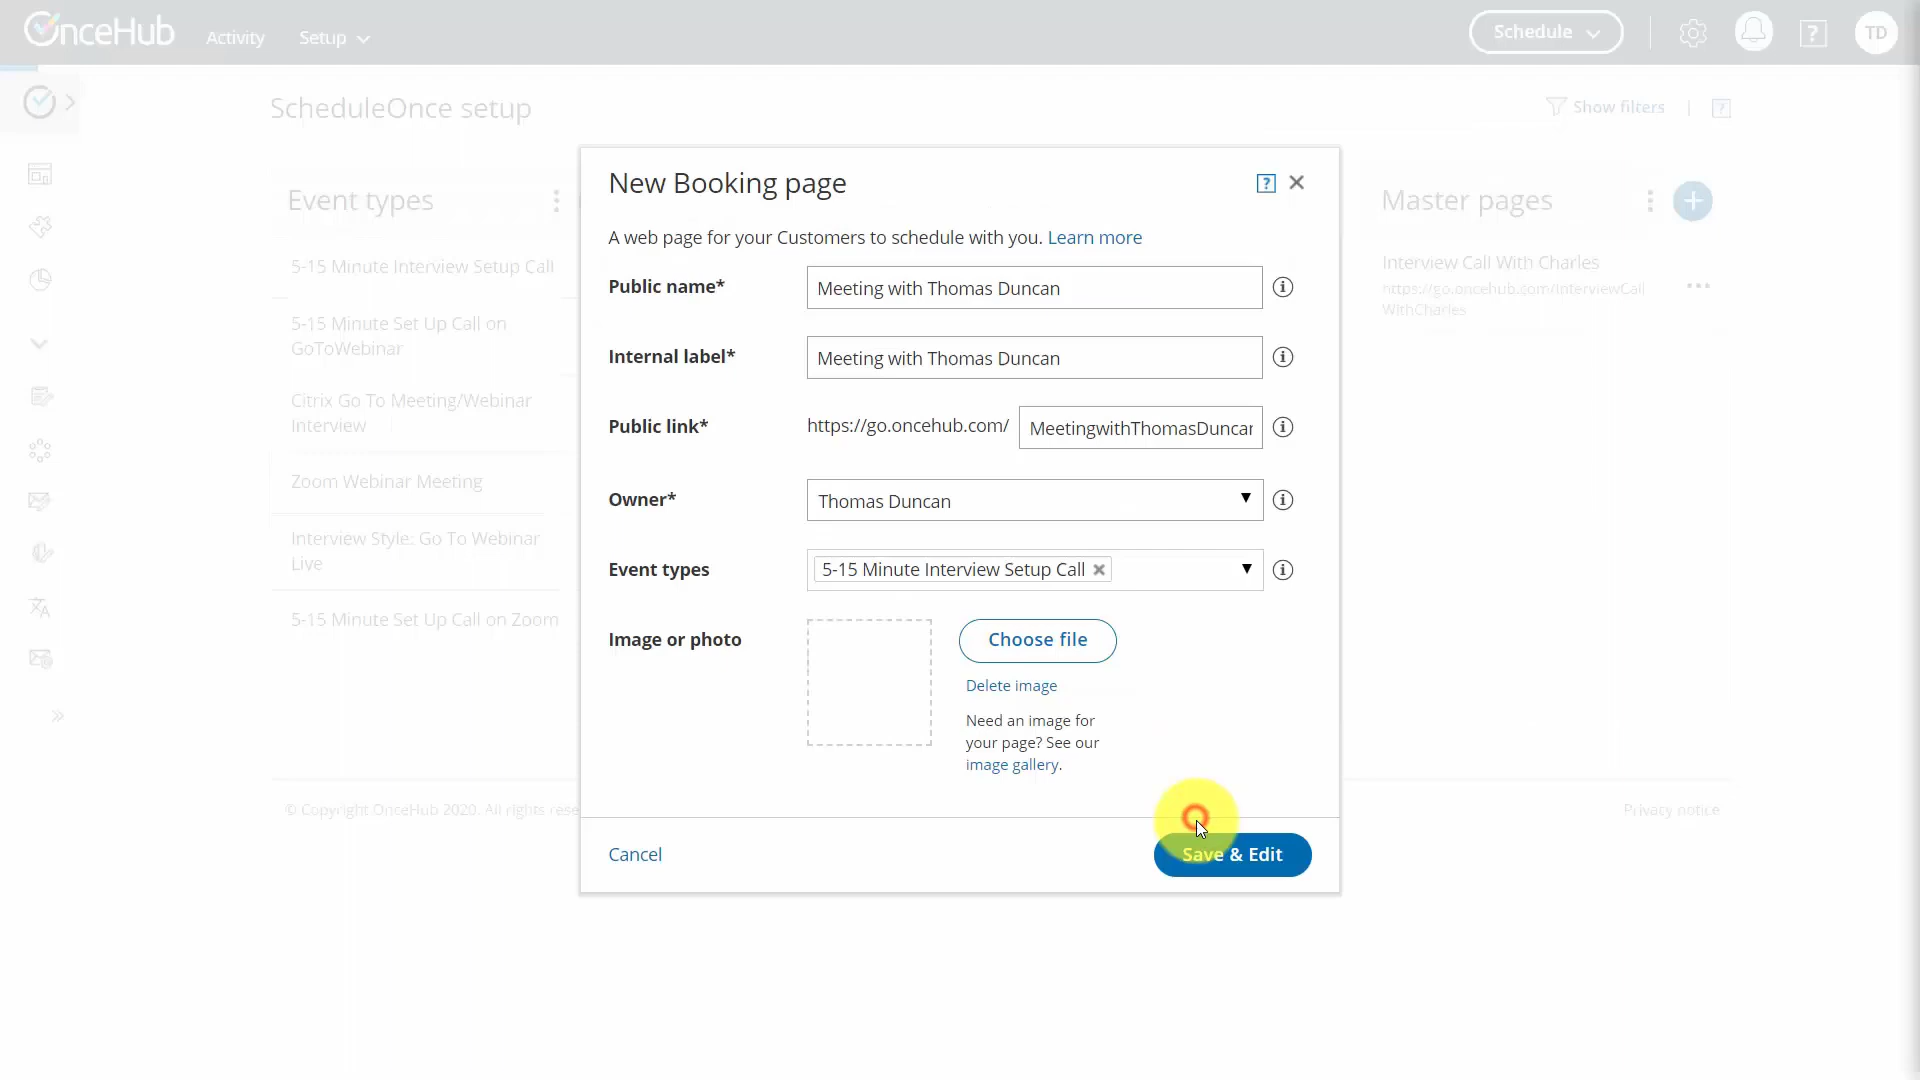 OnceHub
Activity
Setup
Schedule
?
TD
ScheduleOnce setup
Show filters
?
Event types
5-15 Minute Interview Setup Call
5-15 Minute Set Up Call on
GoToWebinar
Citrix Go To Meeting/Webinar
Interview
Zoom Webinar Meeting
Interview Style: Go To Webinar
Live
5-15 Minute Set Up Call on Zoom
New Booking page
?
A web page for your Customers to schedule with you. Learn more
Public name*
Meeting with Thomas Duncan
Internal label*
Meeting with Thomas Duncan
Public link*
https://go.oncehub.com/
MeetingwithThomasDuncan
Owner*
Thomas Duncan
Event types
5-15 Minute Interview Setup Call
Image or photo
Choose file
Delete image
Need an image for
your page? See our
image gallery.
Cancel
Save & Edit
Master pages
Interview Call With Charles
https://go.oncehub.com/InterviewCall
WithCharles
© Copyright OnceHub 2020. All rights rese
Privacy notice